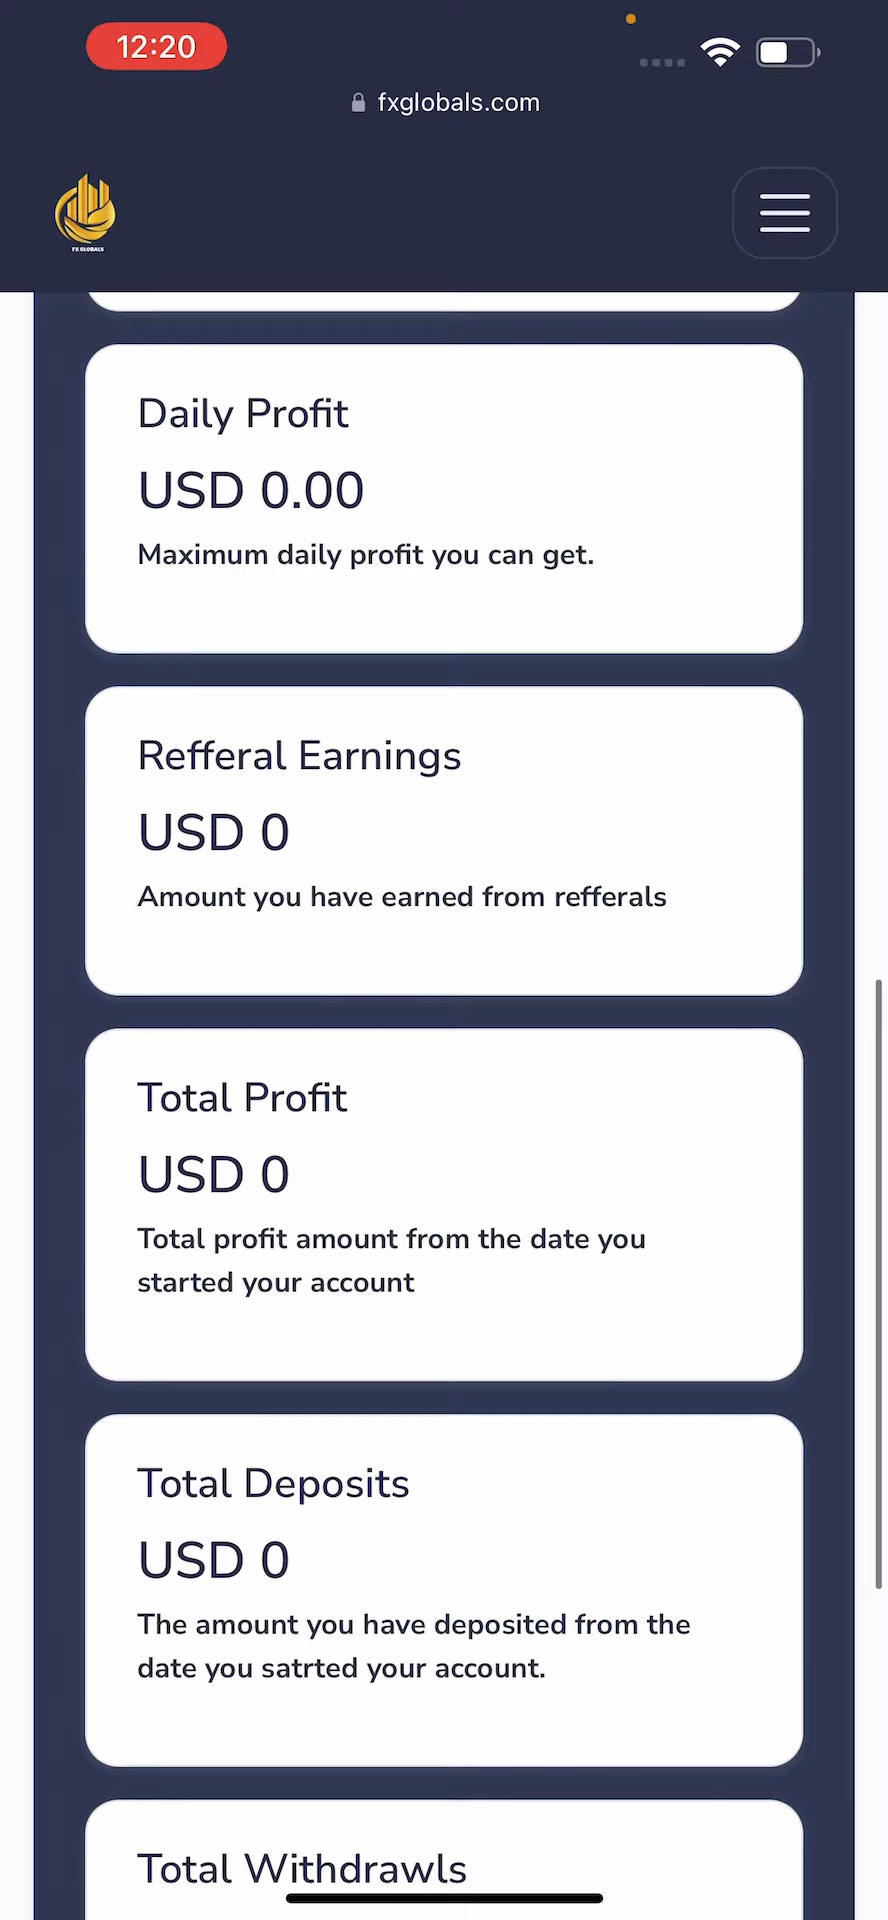 12:20
fxglobals.com
FX GLOBALS
Daily Profit
USD 0.00
Maximum daily profit you can get.
Refferal Earnings
USD 0
Amount you have earned from refferals
Total Profit
USD 0
Total profit amount from the date you
started your account
Total Deposits
USD 0
The amount you have deposited from the
date you satrted your account.
Total Withdrawls